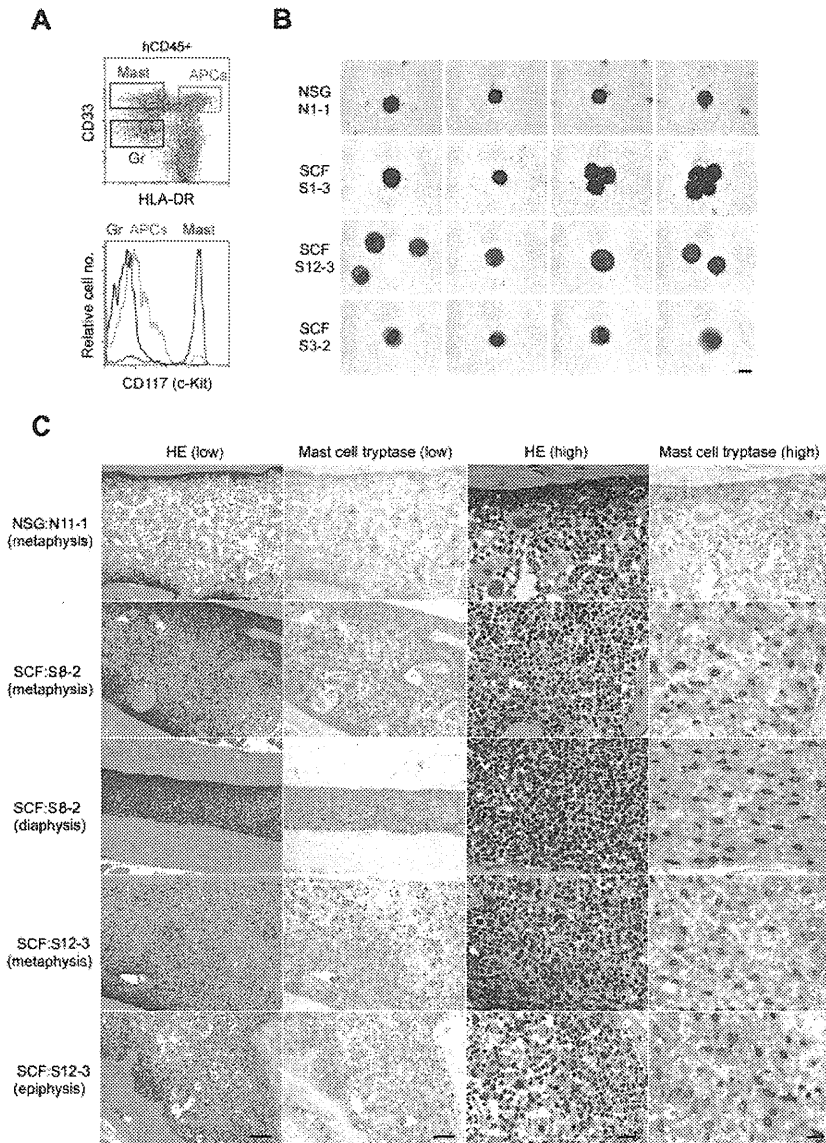 A
hCD45+
Mast
APCs
CD33
Gr
HLA-DR
Gr APCs Mast
Relative cell no.
CD117 (c-Kit)
B
NSG
N1-1
SCF
S1-3
SCF
S12-3
SCF
S3-2
C
HE (low) Mast cell tryptase (low) HE (high) Mast cell tryptase (high)
NSG:N11-1
(metaphysis)
SCF:S8-2
(metaphysis)
SCF:S8-2
(diaphysis)
SCF:S12-3
(metaphysis)
SCF:S12-3
(epiphysis)